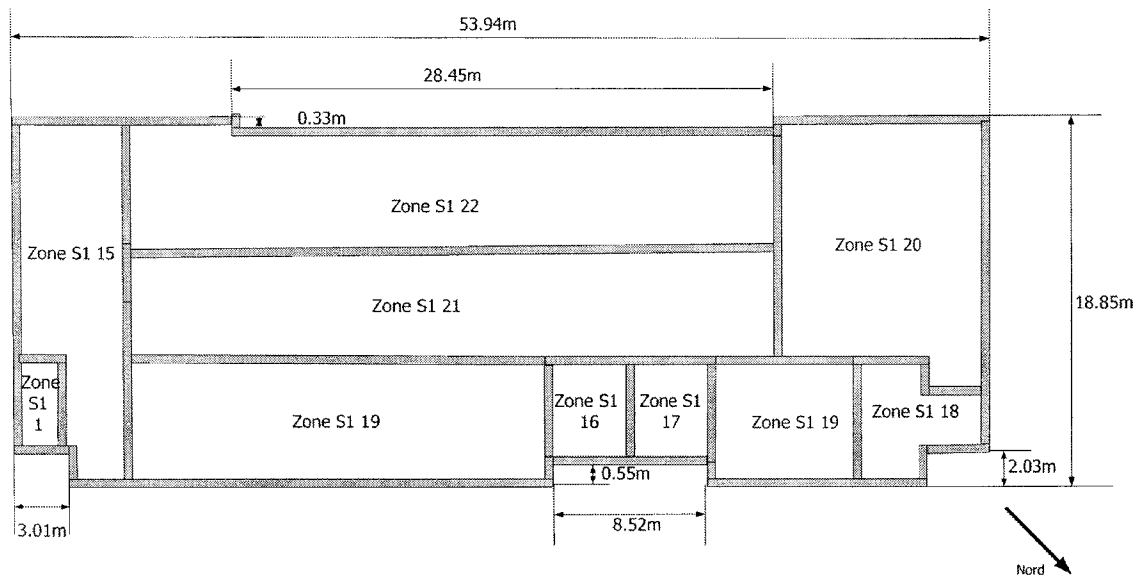 53.94m
28.45m
0.33m
Zone S1 22
Zone S1 15
Zone S1 20
Zone S1 21
18.85m
Zone
S1
1
Zone S1 19
Zone S1
16
Zone S1
17
Zone S1 19
Zone S1 18
0.55m
2.03m
3.01m
8.52m
Nord